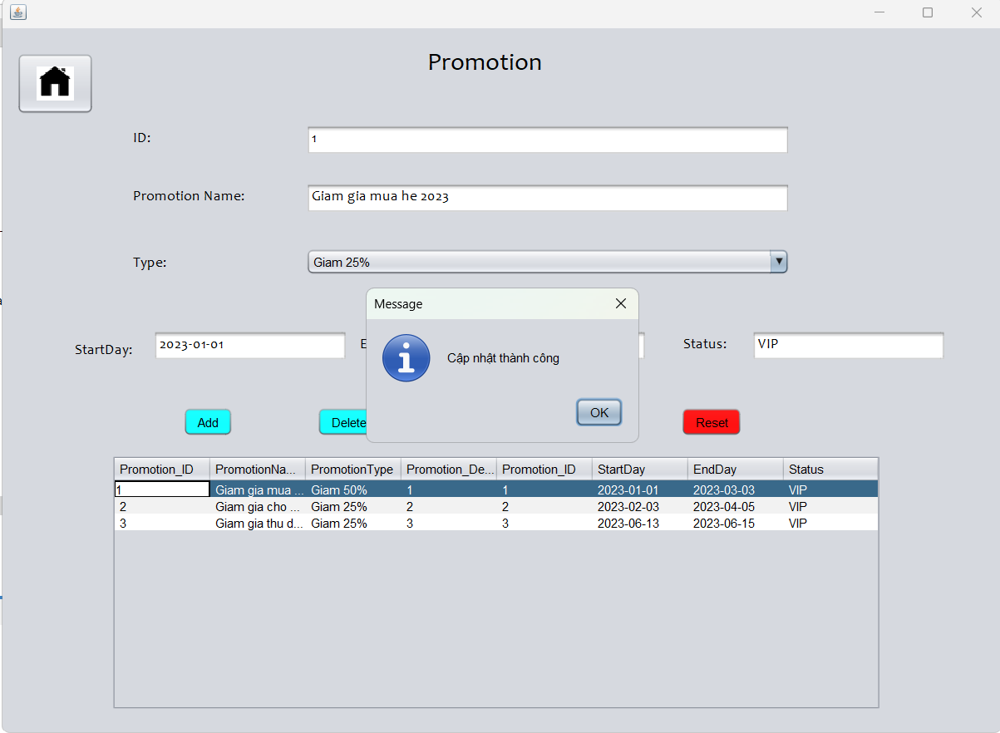 Promotion
ID: 1
Promotion Name: Giam gia mua he 2023
Type: Giam 25%
Message
StartDay: 2023-01-01 E Status: VIP
Cập nhật thành công
OK
Add Delete Reset
Promotion_ID PromotionNa... PromotionType Promotion_De... Promotion_ID StartDay EndDay Status
1 Giam gia mua ... Giam 50% 1 1 2023-01-01 2023-03-03 VIP
2 Giam gia cho ... Giam 25% 2 2 2023-02-03 2023-04-05 VIP
3 Giam gia thu d... Giam 25% 3 3 2023-06-13 2023-06-15 VIP